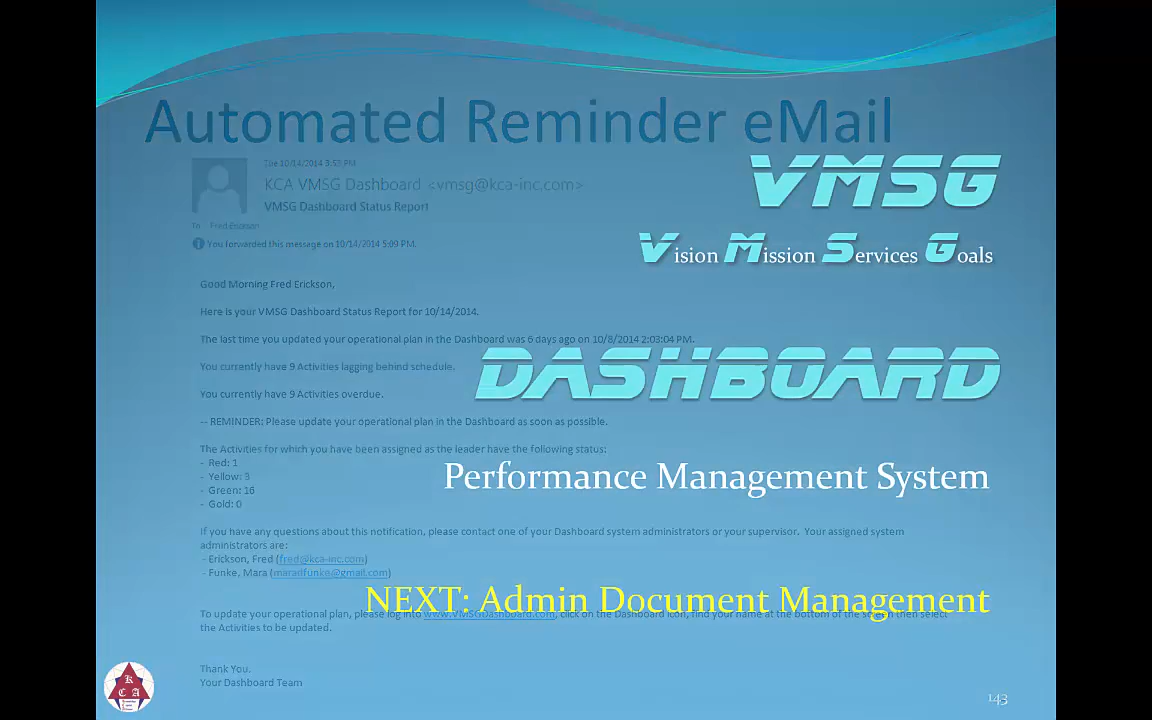 Automated Reminder eMail
Tue 10/14/2014 3:53 PM
KCA VMSG Dashboard <vmsg@kca-inc.com>
VMSG Dashboard Status Report
To Fred Erickson
You forwarded this message on 10/14/2014 5:09 PM.
VMSG
Vision Mission Services Goals
Good Morning Fred Erickson,
Here is your VMSG Dashboard Status Report for 10/14/2014.
The last time you updated your operational plan in the Dashboard was 6 days ago on 10/8/2014 2:03:04 PM.
You currently have 9 Activities lagging behind schedule.
DASHBOARD
You currently have 9 Activities overdue.
-- REMINDER: Please update your operational plan in the Dashboard as soon as possible.
The Activities for which you have been assigned as the leader have the following status:
- Red: 1
- Yellow: 3
- Green: 16
- Gold: 0
Performance Management System
If you have any questions about this notification, please contact one of your Dashboard system administrators or your supervisor. Your assigned system
administrators are:
- Erickson, Fred (fred@kca-inc.com)
- Funke, Mara (maradfunke@gmail.com)
NEXT: Admin Document Management
To update your operational plan, please log into www.VMSGDashboard.com, click on the Dashboard icon, find your name at the bottom of the screen then select
the Activities to be updated.
Thank You.
Your Dashboard Team
K
C A
143